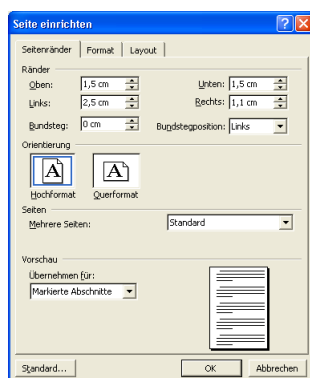 Seite einrichten
Seitenränder Format Layout
Ränder
Oben: 1,5 cm Unten: 1,5 cm
Links: 2,5 cm Rechts: 1,1 cm
Bundsteg: 0 cm Bundstegposition: Links
Orientierung
A A
Hochformat Querformat
Seiten
Mehrere Seiten: Standard
Vorschau
Übernehmen für:
Markierte Abschnitte
Standard... OK Abbrechen